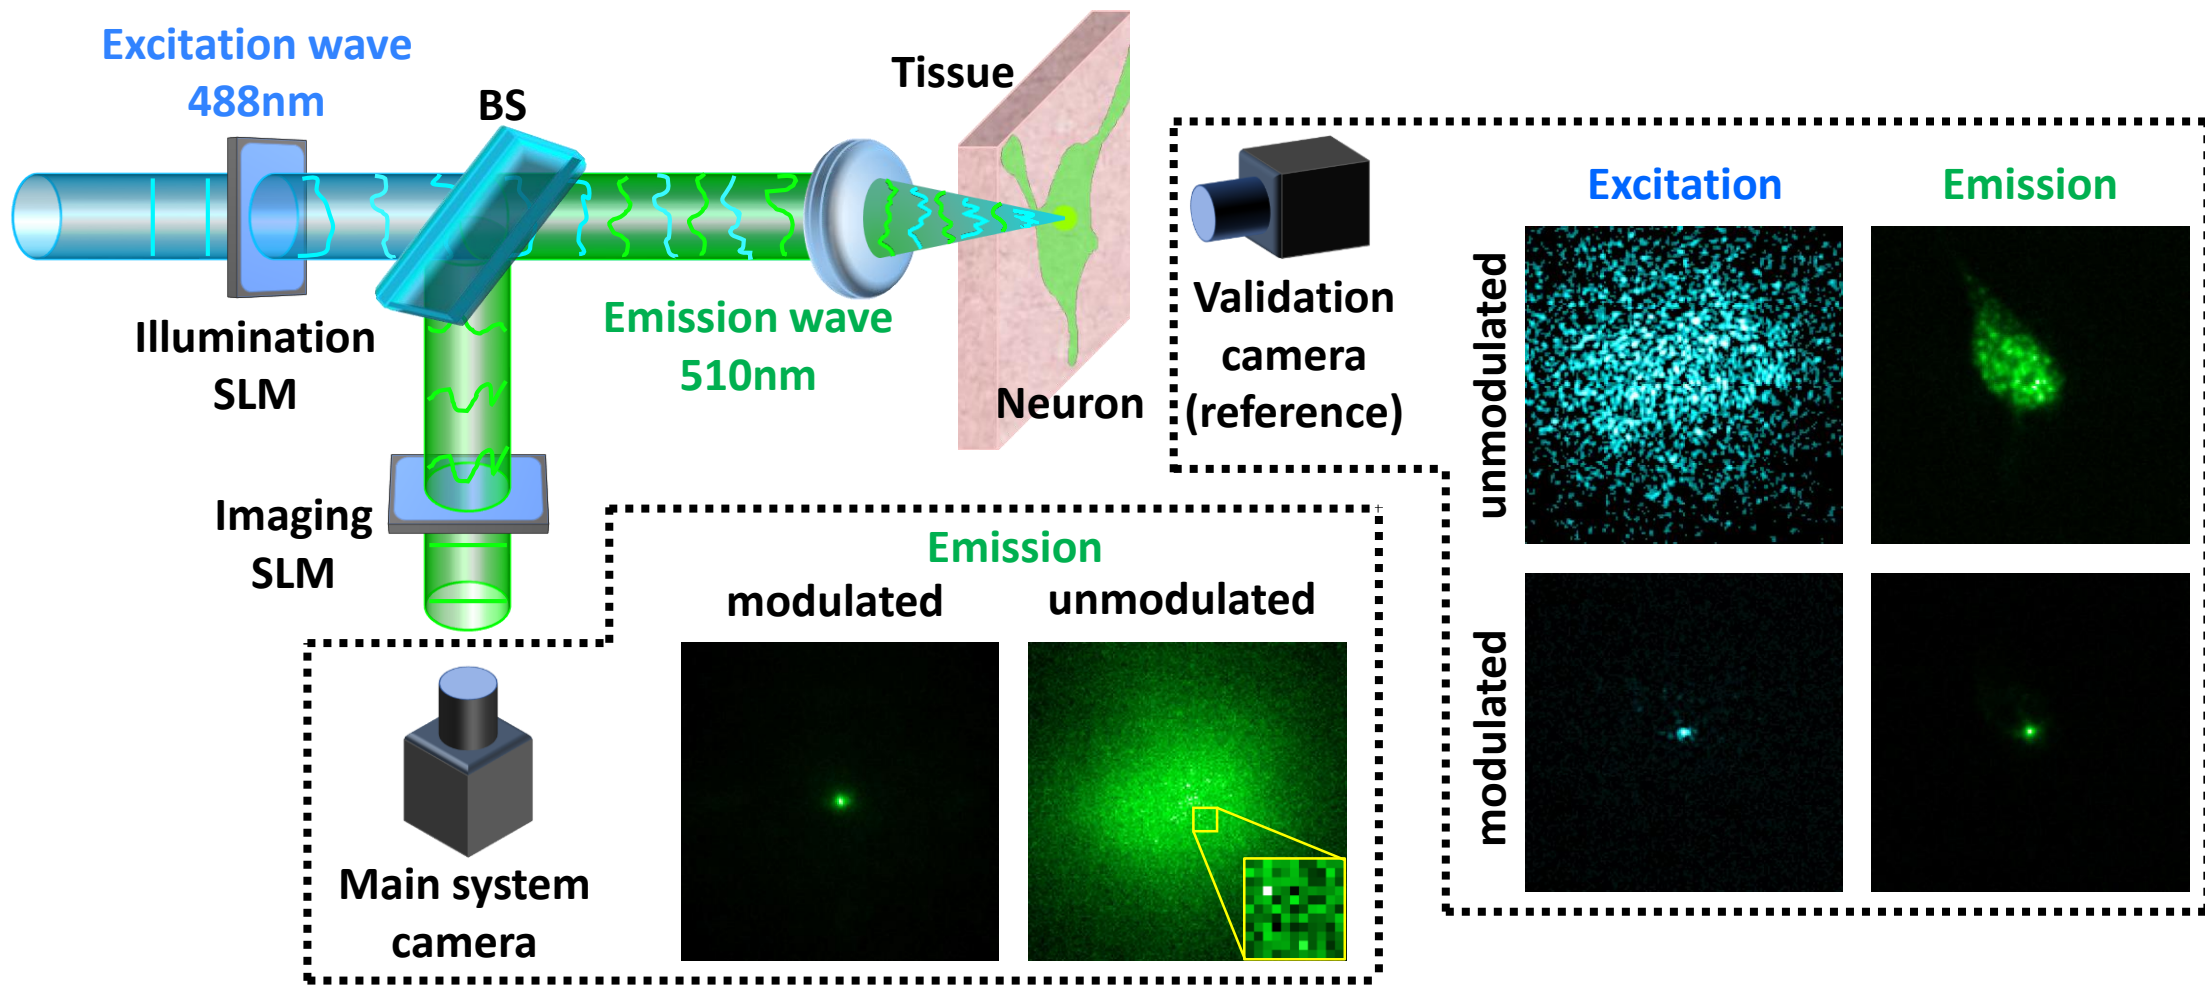 Excitation wave
488nm
BS
Tissue
Illumination
SLM
Emission wave
510nm
Neuron
Imaging
SLM
Validation
camera
(reference)
Excitation
Emission
unmodulated
modulated
Emission
modulated
unmodulated
Main system
camera